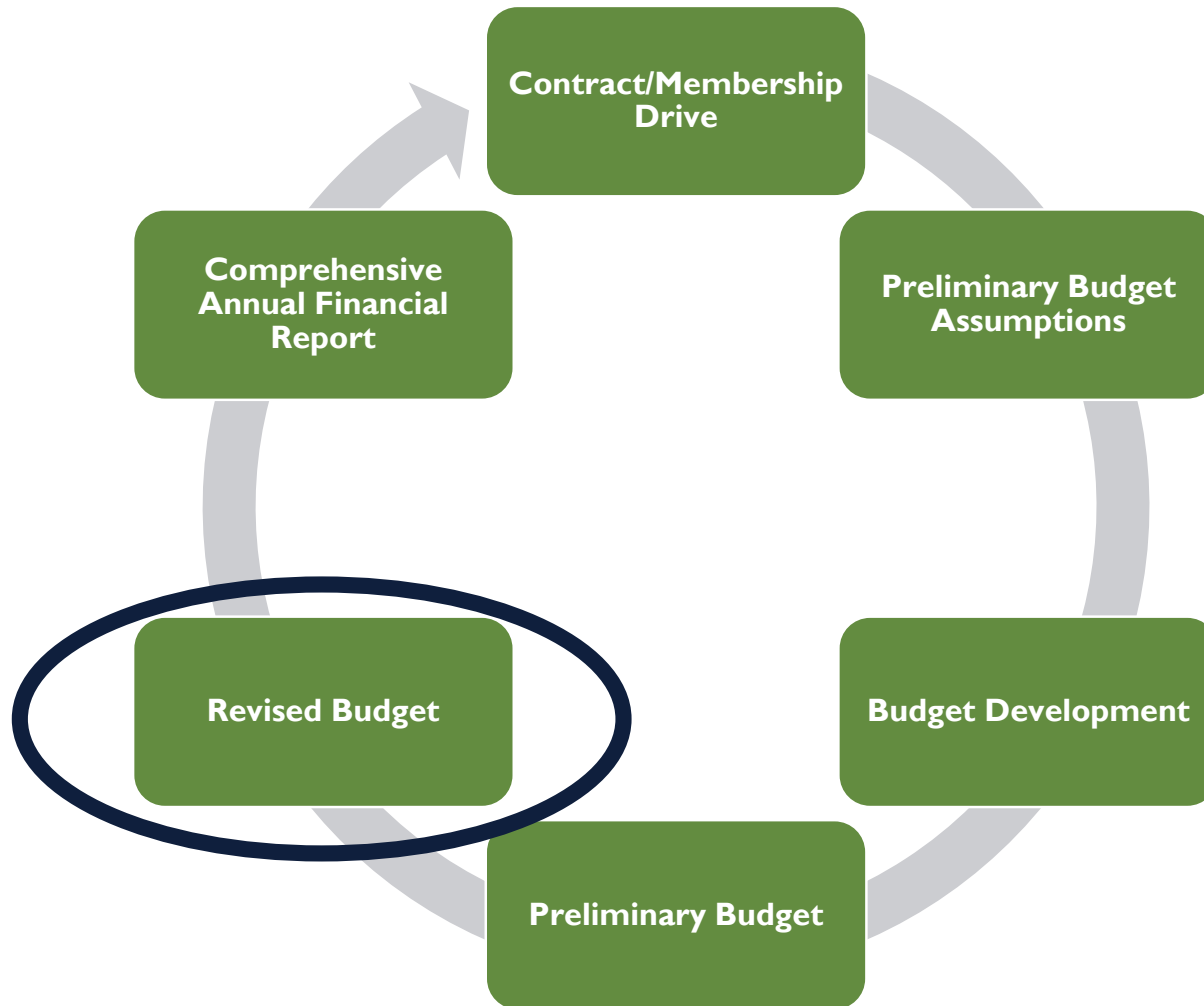 Contract/Membership
Drive
Preliminary Budget
Assumptions
Budget Development
Preliminary Budget
Revised Budget
Comprehensive
Annual Financial
Report